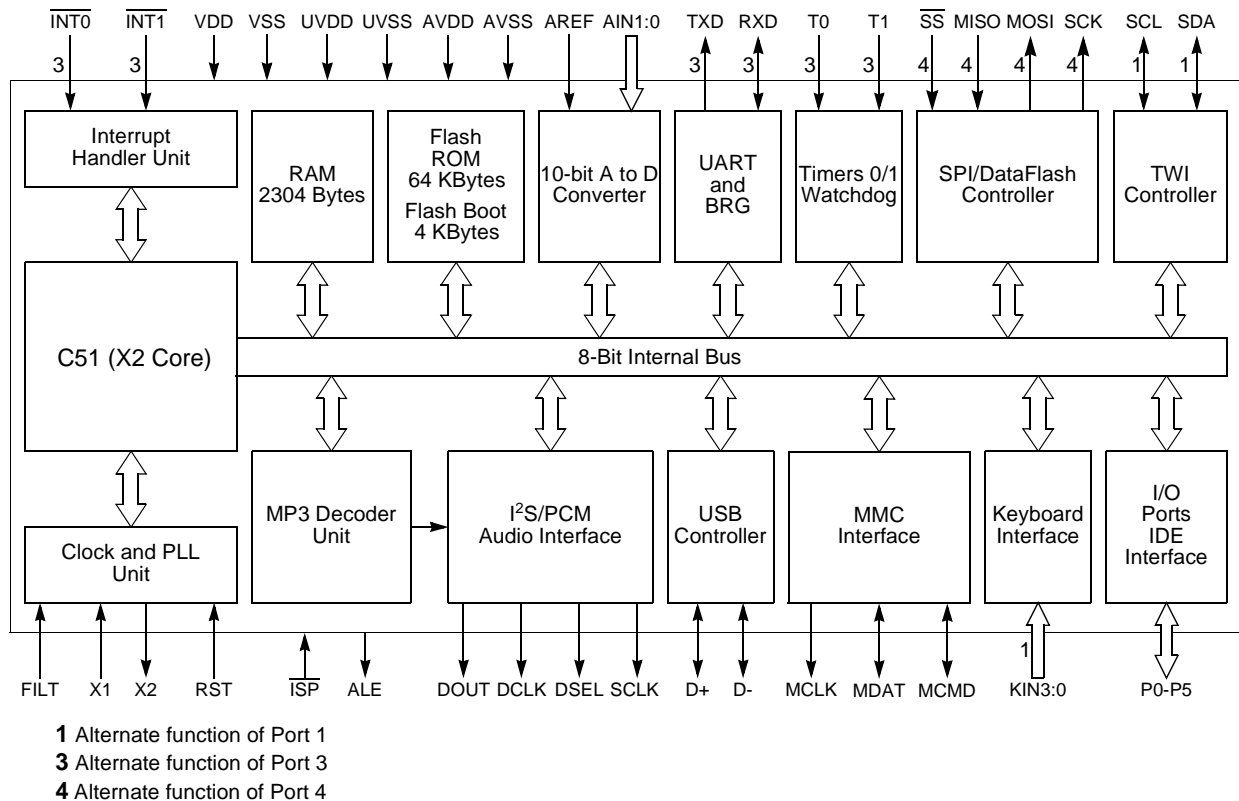 INT0 INT1 VDD VSS UVDD UVSS AVDD AVSS AREF AIN1:0 TXD RXD T0 T1 SS MISO MOSI SCK SCL SDA
3 3 3 3 3 3 4 4 4 4 1 1
Interrupt
Handler Unit
RAM
2304 Bytes
Flash
ROM
64 KBytes
Flash Boot
4 KBytes
10-bit A to D
Converter
UART
and
BRG
Timers 0/1
Watchdog
SPI/DataFlash
Controller
TWI
Controller
C51 (X2 Core)
8-Bit Internal Bus
Clock and PLL
Unit
MP3 Decoder
Unit
I²S/PCM
Audio Interface
USB
Controller
MMC
Interface
Keyboard
Interface
I/O
Ports
IDE
Interface
1
FILT X1 X2 RST ISP ALE DOUT DCLK DSEL SCLK D+ D- MCLK MDAT MCMD KIN3:0 P0-P5
1 Alternate function of Port 1
3 Alternate function of Port 3
4 Alternate function of Port 4